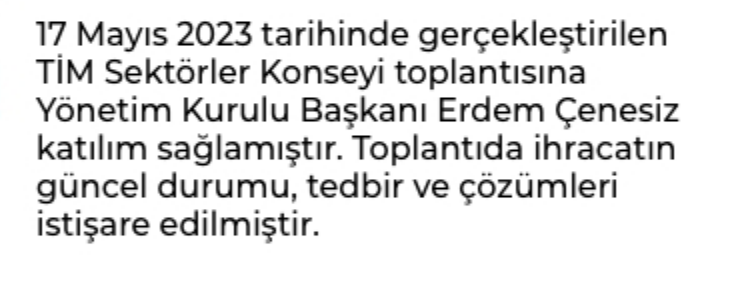 17 Mayıs 2023 tarihinde gerçekleştirilen
TİM Sektörler Konseyi toplantısına
Yönetim Kurulu Başkanı Erdem Çenesiz
katılım sağlamıştır. Toplantıda ihracatın
güncel durumu, tedbir ve çözümleri
istişare edilmiştir.